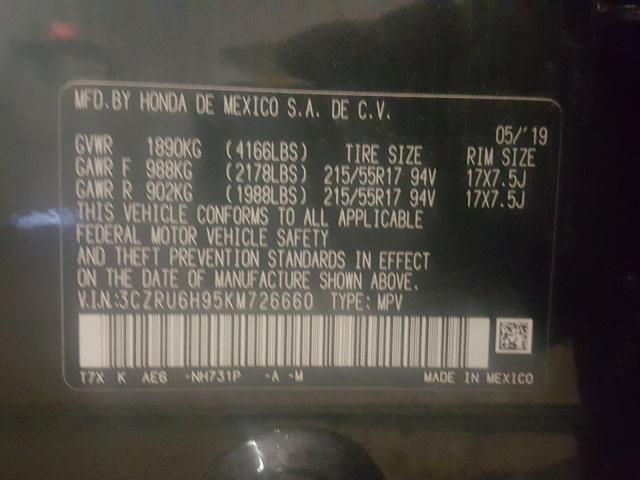 MFD.BY HONDA DE MEXICO S.A. DE C.V.
05/'19
GVWR 1890KG (4166LBS) TIRE SIZE RIM SIZE
GAWR F 988KG (2178LBS) 215/55R17 94V 17X7.5J
GAWR R 902KG (1988LBS) 215/55R17 94V 17X7.5J
THIS VEHICLE CONFORMS TO ALL APPLICABLE
FEDERAL MOTOR VEHICLE SAFETY
AND THEFT PREVENTION STANDARDS IN EFFECT
ON THE DATE OF MANUFACTURE SHOWN ABOVE.
V.I.N.:3CZRU6H95KM726660 TYPE: MPV
T7X K AE6 -NH731P -A -M MADE IN MEXICO